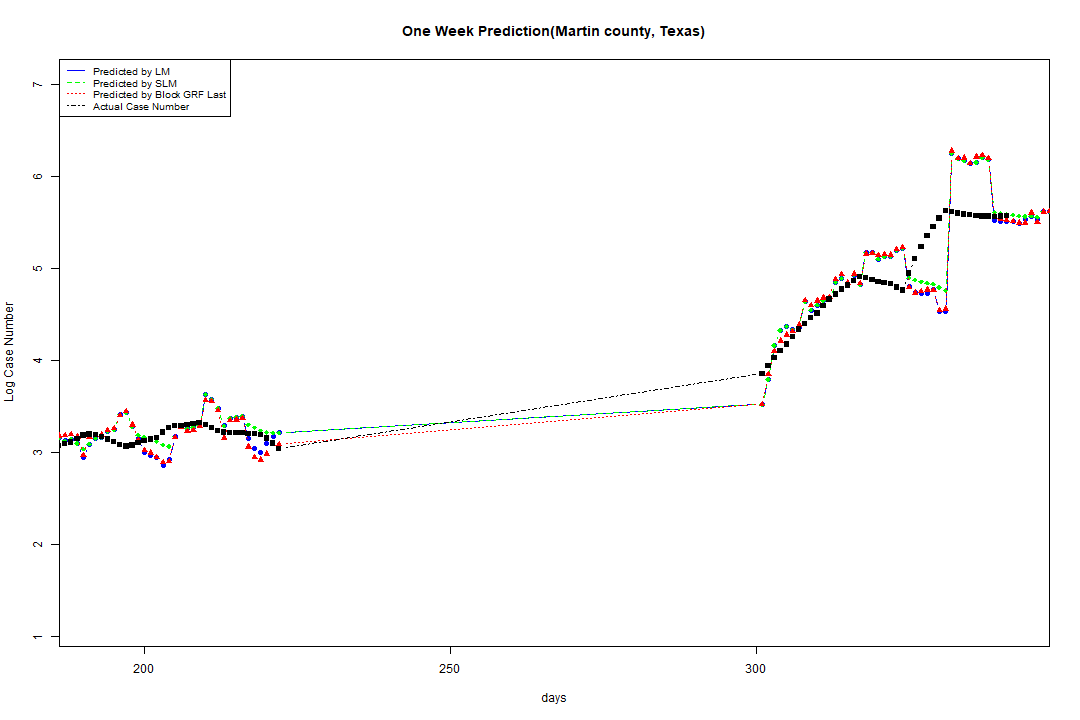 One Week Prediction(Martin county, Texas)
Predicted by LM
Predicted by SLM
Predicted by Block GRF Last
Actual Case Number
7
6
5
4
3
2
1
Log Case Number
200 250 300
days